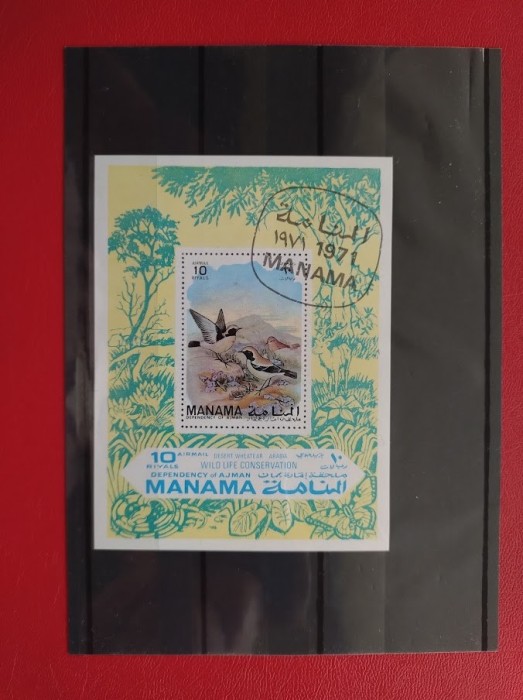 المنامة
١٩٧١ 1971
MANAMA
AIRMAIL
10
RIYALS
MANAMA المنامة
DEPENDENCY OF AJMAN
10 AIRMAIL DESERT WHEATEAR ARABIA
RIYALS WILD LIFE CONSERVATION
DEPENDENCY of AJMAN
MANAMA المنامة